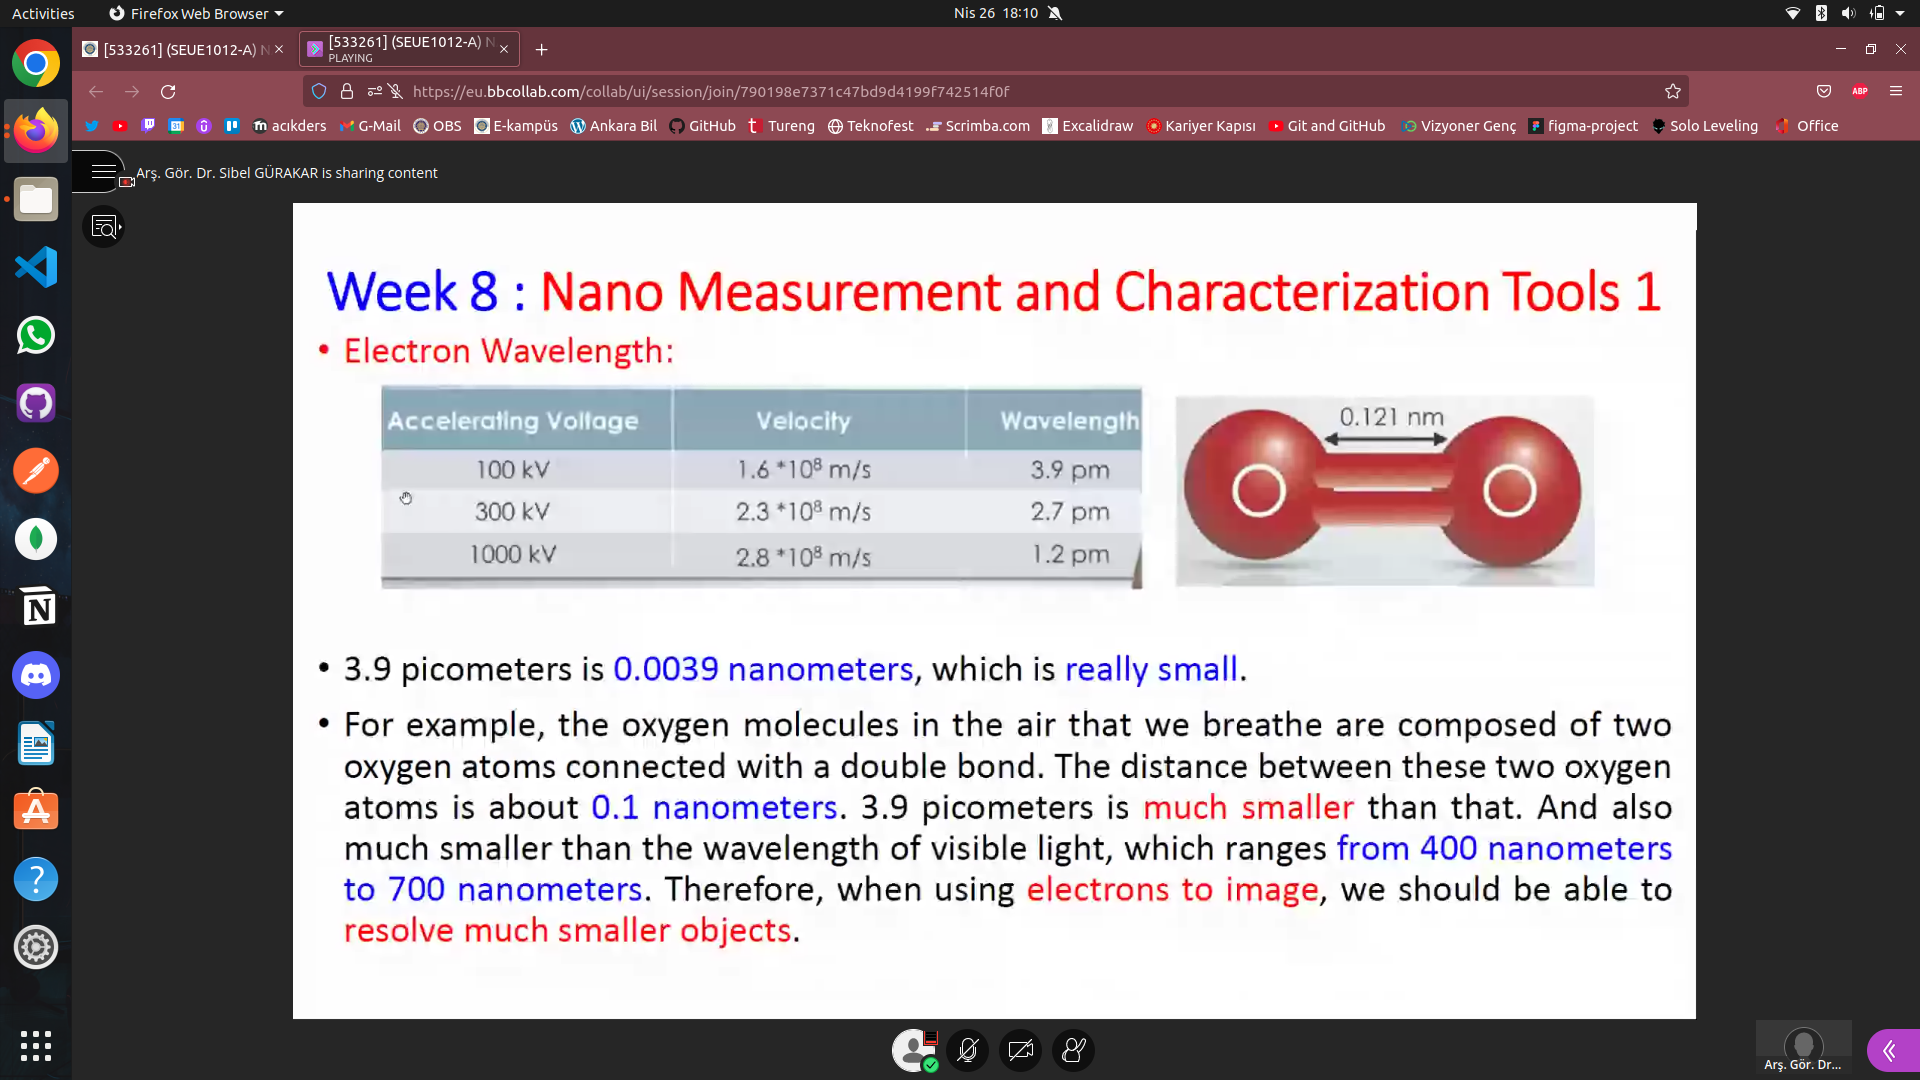 Activities
Firefox Web Browser
Nis 26 18:10
[533261] (SEUE1012-A) N
[533261] (SEUE1012-A) N
PLAYING
https://eu.bbcollab.com/collab/ui/session/join/790198e7371c47bd9d4199f742514f0f
ABP
31
m acıkders
G-Mail
OBS
E-kampüs
Ankara Bil
GitHub
Tureng
Teknofest
Scrimba.com
Excalidraw
Kariyer Kapısı
Git and GitHub
Vizyoner Genç
figma-project
Solo Leveling
Office
Arş. Gör. Dr. Sibel GÜRAKAR is sharing content
Week 8 : Nano Measurement and Characterization Tools 1
• Electron Wavelength:
Accelerating Voltage Velocity Wavelength
100 kV 1.6 *10⁸ m/s 3.9 pm
300 kV 2.3 *10⁸ m/s 2.7 pm
1000 kV 2.8 *10⁸ m/s 1.2 pm
0.121 nm
O O
• 3.9 picometers is 0.0039 nanometers, which is really small.
• For example, the oxygen molecules in the air that we breathe are composed of two
oxygen atoms connected with a double bond. The distance between these two oxygen
atoms is about 0.1 nanometers. 3.9 picometers is much smaller than that. And also
much smaller than the wavelength of visible light, which ranges from 400 nanometers
to 700 nanometers. Therefore, when using electrons to image, we should be able to
resolve much smaller objects.
Arş. Gör. Dr...